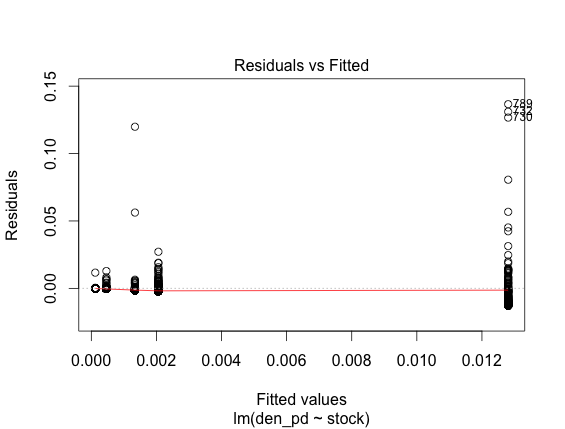 Residuals vs Fitted
Residuals
0.15
0.10
0.05
0.00
789
732
730
0.000 0.002 0.004 0.006 0.008 0.010 0.012
Fitted values
lm(den_pd ~ stock)